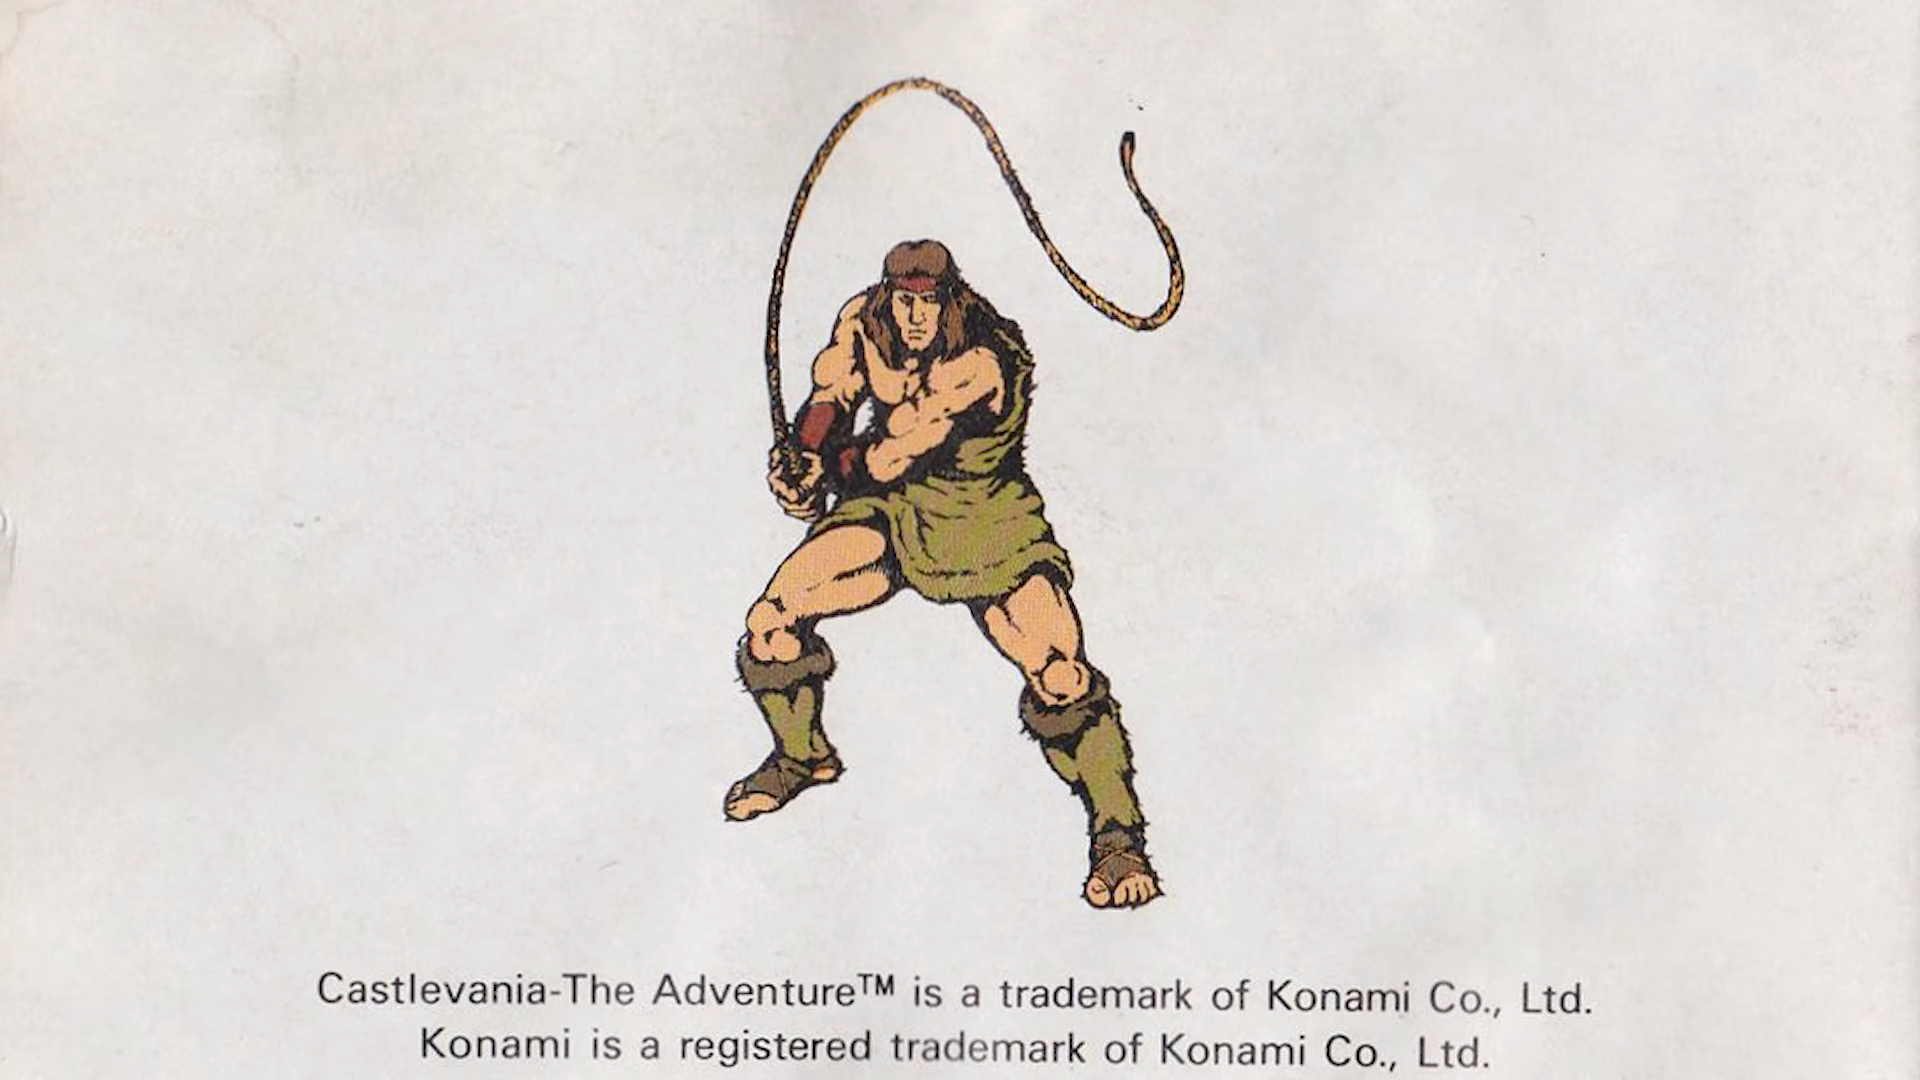 Castlevania-The Adventure™ is a trademark of Konami Co., Ltd.
Konami is a registered trademark of Konami Co., Ltd.